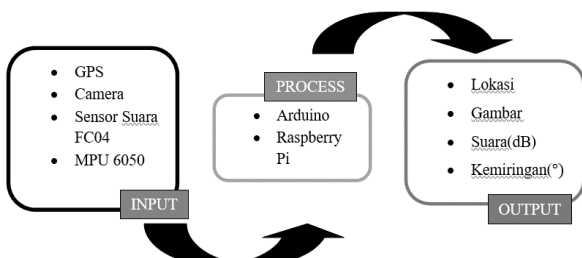 • GPS
• Camera
• Sensor Suara
FC04
• MPU 6050
INPUT
PROCESS
• Arduino
• Raspberry
Pi
• Lokasi
• Gambar
• Suara(dB)
• Kemiringan(°)
OUTPUT